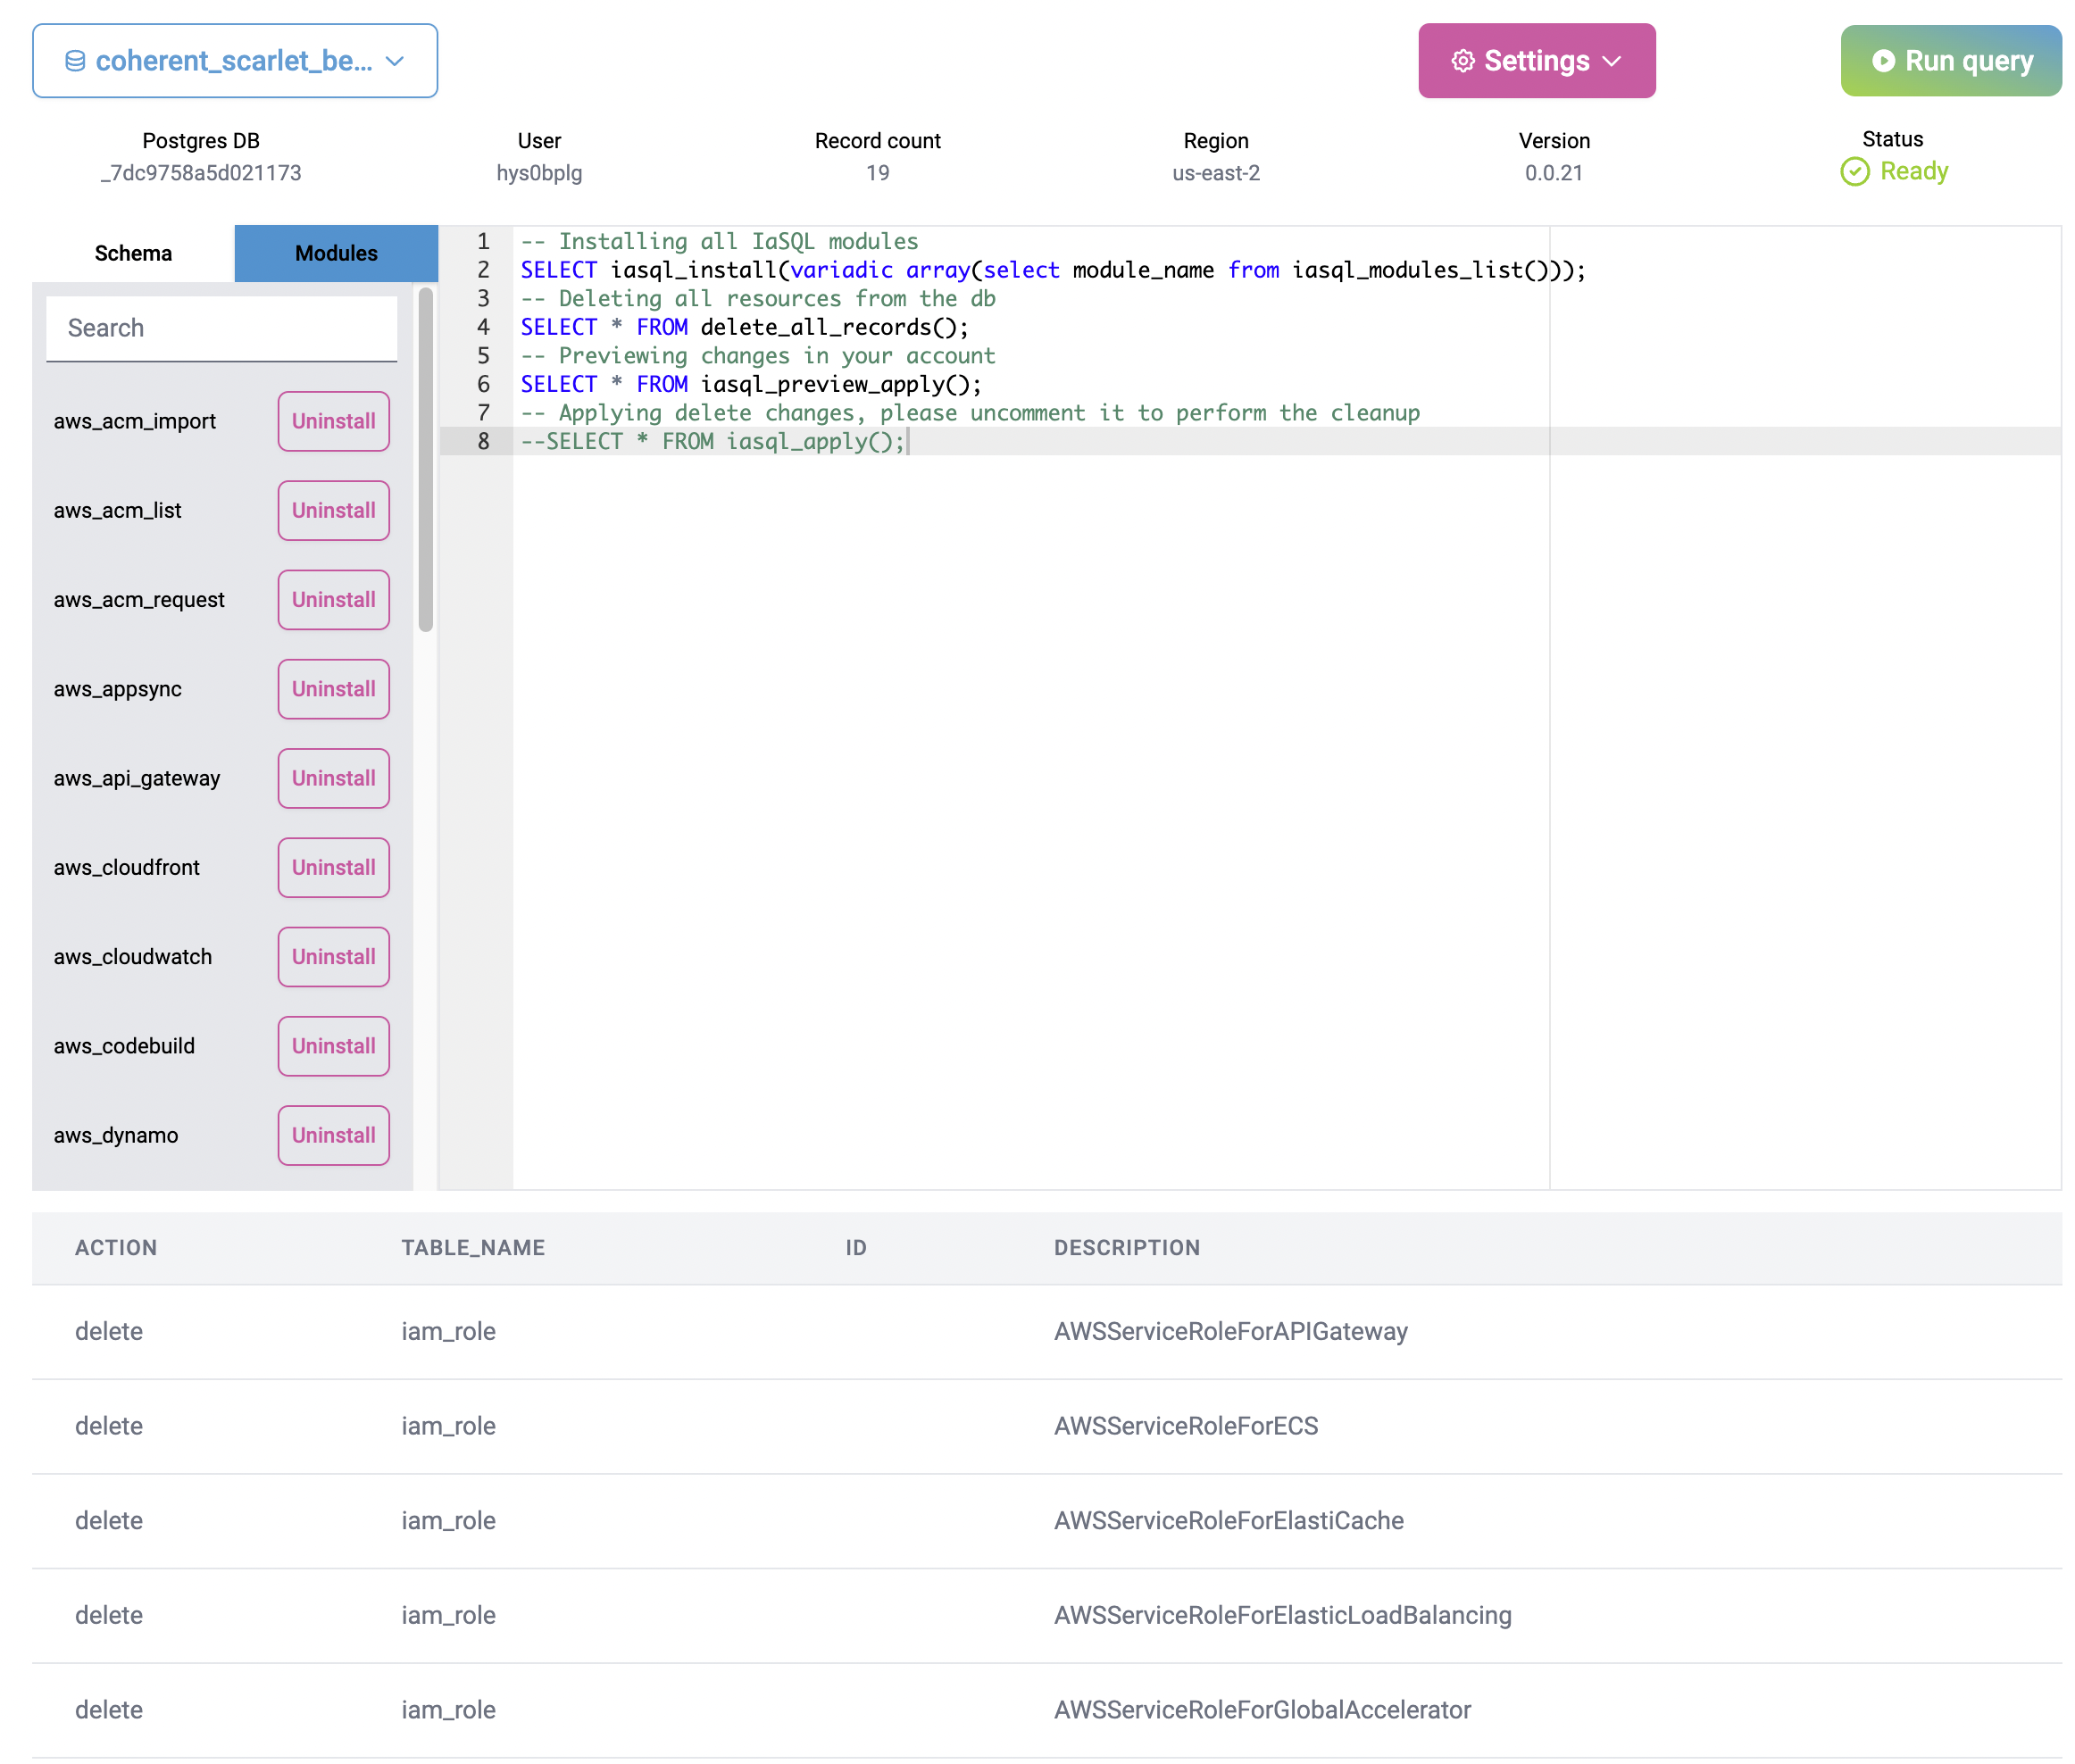 coherent_scarlet_be...
Settings
Run query
Postgres DB
_7dc9758a5d021173
User
hys0bplg
Record count
19
Region
us-east-2
Version
0.0.21
Status
Ready
Schema
Modules
Search
aws_acm_import Uninstall
aws_acm_list Uninstall
aws_acm_request Uninstall
aws_appsync Uninstall
aws_api_gateway Uninstall
aws_cloudfront Uninstall
aws_cloudwatch Uninstall
aws_codebuild Uninstall
aws_dynamo Uninstall
1 -- Installing all IaSQL modules
2 SELECT iasql_install(variadic array(select module_name from iasql_modules_list()));
3 -- Deleting all resources from the db
4 SELECT * FROM delete_all_records();
5 -- Previewing changes in your account
6 SELECT * FROM iasql_preview_apply();
7 -- Applying delete changes, please uncomment it to perform the cleanup
8 --SELECT * FROM iasql_apply();
ACTION TABLE_NAME ID DESCRIPTION
delete iam_role AWSServiceRoleForAPIGateway
delete iam_role AWSServiceRoleForECS
delete iam_role AWSServiceRoleForElastiCache
delete iam_role AWSServiceRoleForElasticLoadBalancing
delete iam_role AWSServiceRoleForGlobalAccelerator